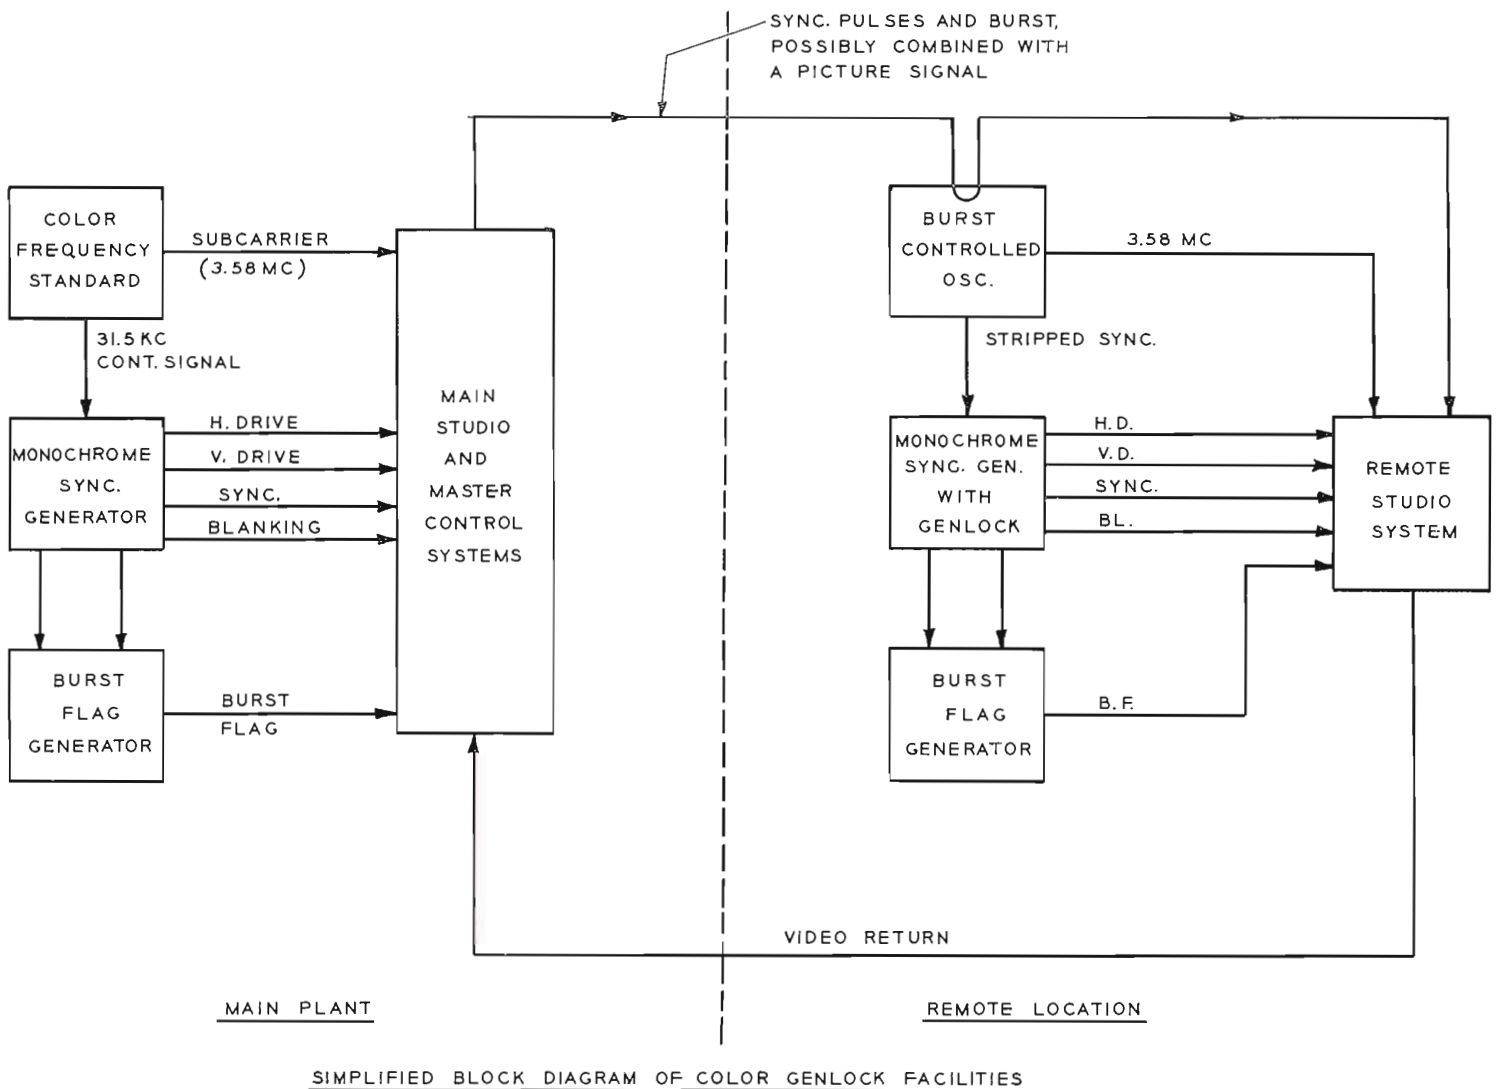 SYNC. PULSES AND BURST,
POSSIBLY COMBINED WITH
A PICTURE SIGNAL
COLOR
FREQUENCY
STANDARD
SUBCARRIER
(3.58 MC)
31.5 KC
CONT. SIGNAL
MONOCHROME
SYNC.
GENERATOR
H. DRIVE
V. DRIVE
SYNC.
BLANKING
BURST
FLAG
GENERATOR
BURST
FLAG
MAIN
STUDIO
AND
MASTER
CONTROL
SYSTEMS
BURST
CONTROLLED
OSC.
3.58 MC
STRIPPED SYNC.
MONOCHROME
SYNC. GEN.
WITH
GENLOCK
H.D.
V.D.
SYNC.
BL.
REMOTE
STUDIO
SYSTEM
BURST
FLAG
GENERATOR
B.F.
VIDEO RETURN
MAIN PLANT
REMOTE LOCATION
SIMPLIFIED BLOCK DIAGRAM OF COLOR GENLOCK FACILITIES